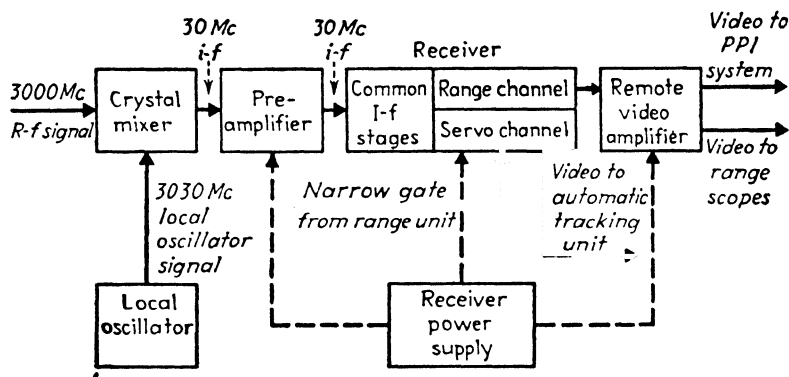 30 Mc
i-f
30 Mc
i-f
Receiver
Video to
PPI
system
3000 Mc
R-f signal
Crystal
mixer
Pre-
amplifier
Common
I-f
stages
Range channel
Servo channel
Remote
video
amplifier
Video to
range
scopes
3030 Mc
local
oscillator
signal
Narrow gate
from range unit
Video to
automatic
tracking
unit
Local
oscillator
Receiver
power
supply